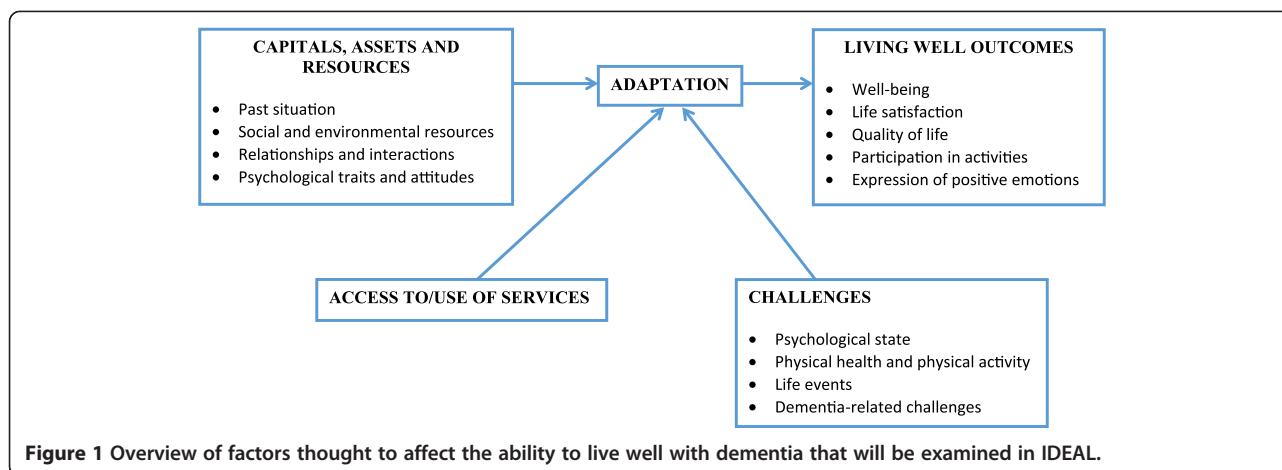 CAPITALS, ASSETS AND
RESOURCES
• Past situation
• Social and environmental resources
• Relationships and interactions
• Psychological traits and attitudes
ADAPTATION
LIVING WELL OUTCOMES
• Well-being
• Life satisfaction
• Quality of life
• Participation in activities
• Expression of positive emotions
ACCESS TO/USE OF SERVICES
CHALLENGES
• Psychological state
• Physical health and physical activity
• Life events
• Dementia-related challenges
Figure 1 Overview of factors thought to affect the ability to live well with dementia that will be examined in IDEAL.